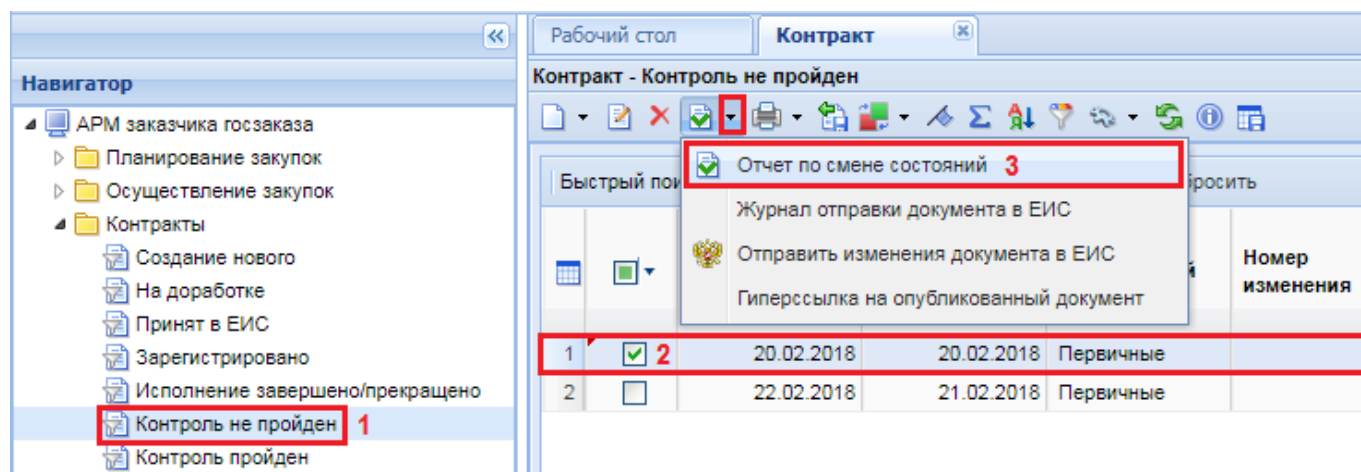 Рабочий стол
Контракт
Навигатор
Контракт - Контроль не пройден
АРМ заказчика госзаказа
Планирование закупок
Осуществление закупок
Контракты
Создание нового
На доработке
Принят в ЕИС
Зарегистрировано
Исполнение завершено/прекращено
Контроль не пройден 1
Контроль пройден
Отчет по смене состояний 3
Журнал отправки документа в ЕИС
Отправить изменения документа в ЕИС
Гиперссылка на опубликованный документ
Быстрый
Номер
изменения
1 2 20.02.2018 20.02.2018 Первичные
2 22.02.2018 21.02.2018 Первичные